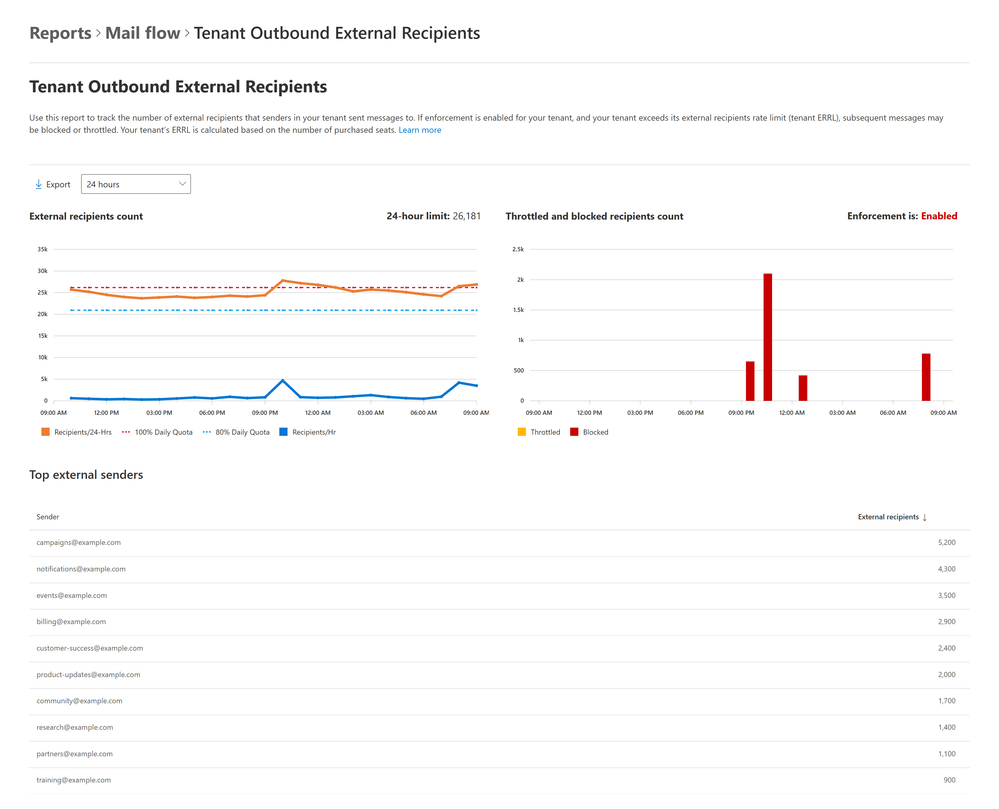 Reports > Mail flow > Tenant Outbound External Recipients
Tenant Outbound External Recipients
Use this report to track the number of external recipients that senders in your tenant sent messages to. If enforcement is enabled for your tenant, and your tenant exceeds its external recipients rate limit (tenant ERRL), subsequent messages may
be blocked or throttled. Your tenant's ERRL is calculated based on the number of purchased seats. Learn more
Export
24 hours
External recipients count
24-hour limit: 26,181
35k
30k
25k
20k
15k
10k
5k
0
09:00 AM 12:00 PM 03:00 PM 06:00 PM 09:00 PM 12:00 AM 03:00 AM 06:00 AM 09:00 AM
Recipients/24-Hrs 100% Daily Quota 80% Daily Quota Recipients/Hr
Throttled and blocked recipients count
Enforcement is: Enabled
2.5k
2k
1.5k
1k
500
0
09:00 AM 12:00 PM 03:00 PM 06:00 PM 09:00 PM 12:00 AM 03:00 AM 06:00 AM 09:00 AM
Throttled Blocked
Top external senders
Sender External recipients ↓
campaigns@example.com 5,200
notifications@example.com 4,300
events@example.com 3,500
billing@example.com 2,900
customer-success@example.com 2,400
product-updates@example.com 2,000
community@example.com 1,700
research@example.com 1,400
partners@example.com 1,100
training@example.com 900